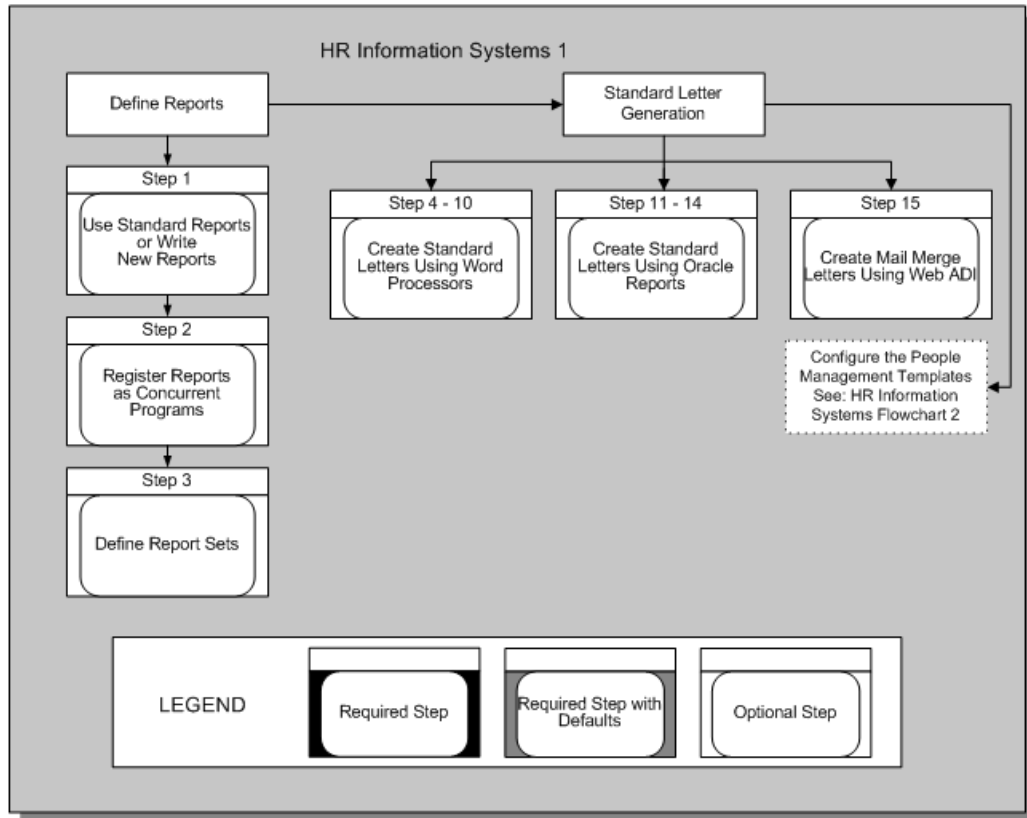 HR Information Systems 1
Define Reports
Standard Letter
Generation
Step 1
Use Standard Reports
or Write
New Reports
Step 2
Register Reports
as Concurrent
Programs
Step 3
Define Report Sets
Step 4 - 10
Create Standard
Letters Using Word
Processors
Step 11 - 14
Create Standard
Letters Using Oracle
Reports
Step 15
Create Mail Merge
Letters Using Web ADI
Configure the People
Management Templates
See: HR Information
Systems Flowchart 2
LEGEND
Required Step
Required Step with
Defaults
Optional Step